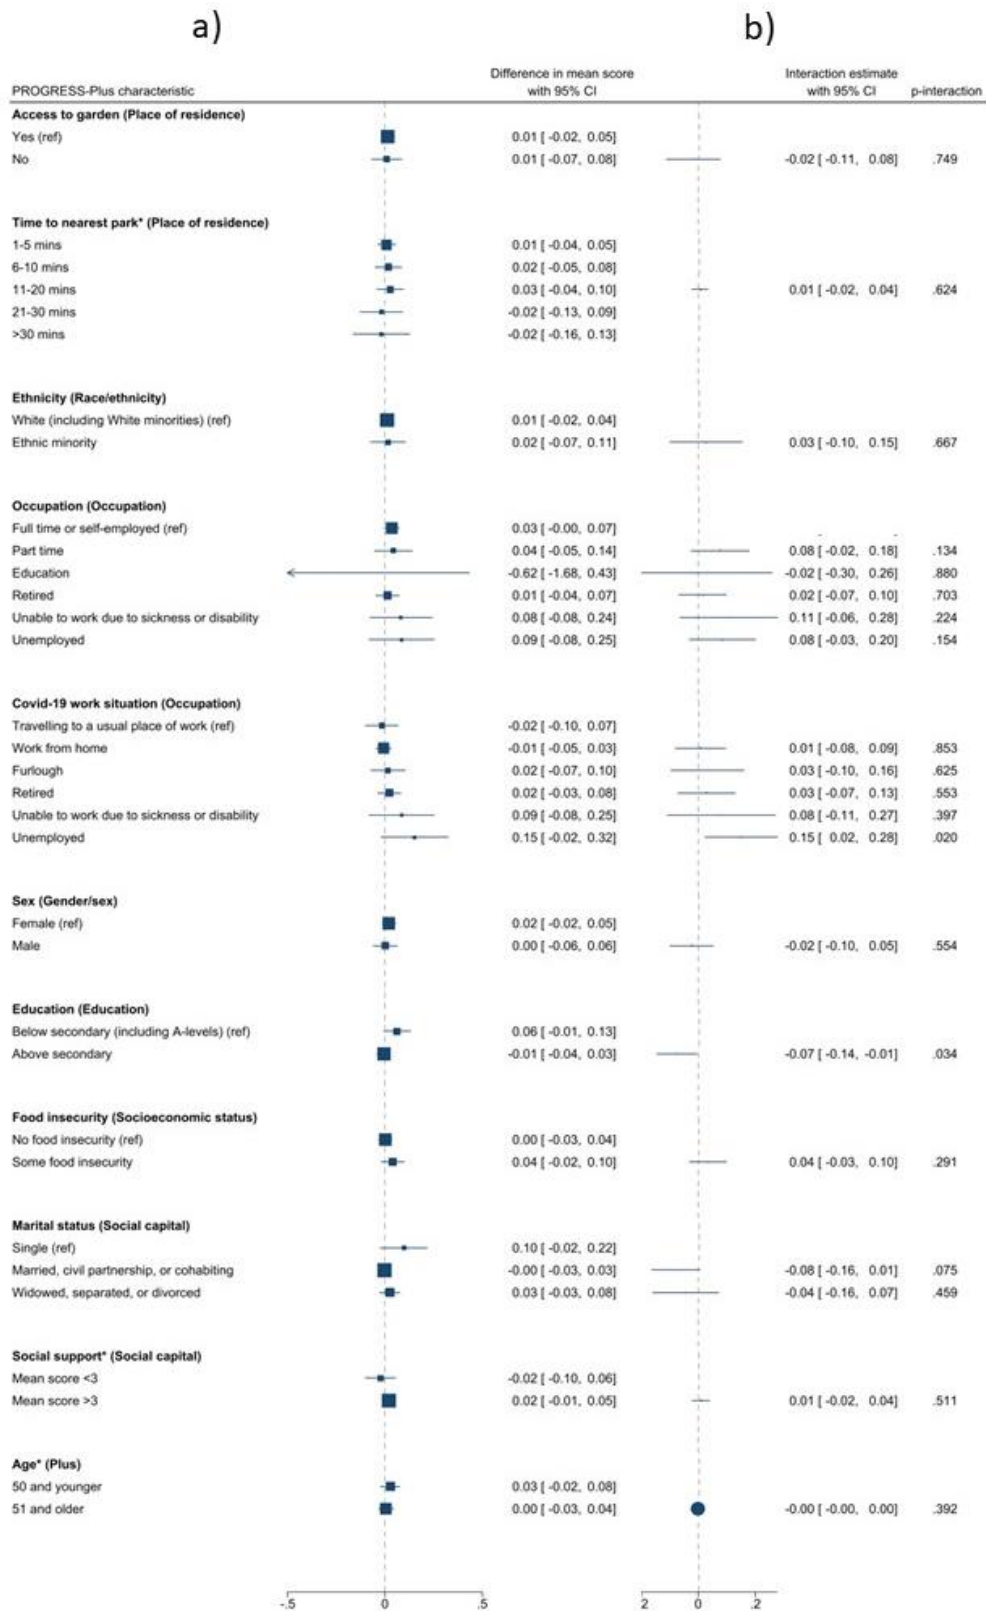 a) b)
Difference in mean score Interaction estimate
PROGRESS-Plus characteristic with 95% CI with 95% CI p-interaction
Access to garden (Place of residence)
Yes (ref) 0.01 [ -0.02, 0.05]
No 0.01 [ -0.07, 0.08] -0.02 [ -0.11, 0.08] .749
Time to nearest park* (Place of residence)
1-5 mins 0.01 [ -0.04, 0.05]
6-10 mins 0.02 [ -0.05, 0.08]
11-20 mins 0.03 [ -0.04, 0.10] 0.01 [ -0.02, 0.04] .624
21-30 mins -0.02 [ -0.13, 0.09]
>30 mins -0.02 [ -0.16, 0.13]
Ethnicity (Race/ethnicity)
White (including White minorities) (ref) 0.01 [ -0.02, 0.04]
Ethnic minority 0.02 [ -0.07, 0.11] 0.03 [ -0.10, 0.15] .667
Occupation (Occupation)
Full time or self-employed (ref) 0.03 [ -0.00, 0.07]
Part time 0.04 [ -0.05, 0.14] 0.08 [ -0.02, 0.18] .134
Education -0.62 [ -1.68, 0.43] -0.02 [ -0.30, 0.26] .880
Retired 0.01 [ -0.04, 0.07] 0.02 [ -0.07, 0.10] .703
Unable to work due to sickness or disability 0.08 [ -0.08, 0.24] 0.11 [ -0.06, 0.28] .224
Unemployed 0.09 [ -0.08, 0.25] 0.08 [ -0.03, 0.20] .154
Covid-19 work situation (Occupation)
Travelling to a usual place of work (ref) -0.02 [ -0.10, 0.07]
Work from home -0.01 [ -0.05, 0.03] 0.01 [ -0.08, 0.09] .853
Furlough 0.02 [ -0.07, 0.10] 0.03 [ -0.10, 0.16] .625
Retired 0.02 [ -0.03, 0.08] 0.03 [ -0.07, 0.13] .553
Unable to work due to sickness or disability 0.09 [ -0.08, 0.25] 0.08 [ -0.11, 0.27] .397
Unemployed 0.15 [ -0.02, 0.32] 0.15 [ 0.02, 0.28] .020
Sex (Gender/sex)
Female (ref) 0.02 [ -0.02, 0.05]
Male 0.00 [ -0.06, 0.06] -0.02 [ -0.10, 0.05] .554
Education (Education)
Below secondary (including A-levels) (ref) 0.06 [ -0.01, 0.13]
Above secondary -0.01 [ -0.04, 0.03] -0.07 [ -0.14, -0.01] .034
Food insecurity (Socioeconomic status)
No food insecurity (ref) 0.00 [ -0.03, 0.04]
Some food insecurity 0.04 [ -0.02, 0.10] 0.04 [ -0.03, 0.10] .291
Marital status (Social capital)
Single (ref) 0.10 [ -0.02, 0.22]
Married, civil partnership, or cohabiting -0.00 [ -0.03, 0.03] -0.08 [ -0.16, 0.01] .075
Widowed, separated, or divorced 0.03 [ -0.03, 0.08] -0.04 [ -0.16, 0.07] .459
Social support* (Social capital)
Mean score <3 -0.02 [ -0.10, 0.06]
Mean score >3 0.02 [ -0.01, 0.05] 0.01 [ -0.02, 0.04] .511
Age* (Plus)
50 and younger 0.03 [ -0.02, 0.08]
51 and older 0.00 [ -0.03, 0.04] -0.00 [ -0.00, 0.00] .392
-.5 0 .5 2 0 .2